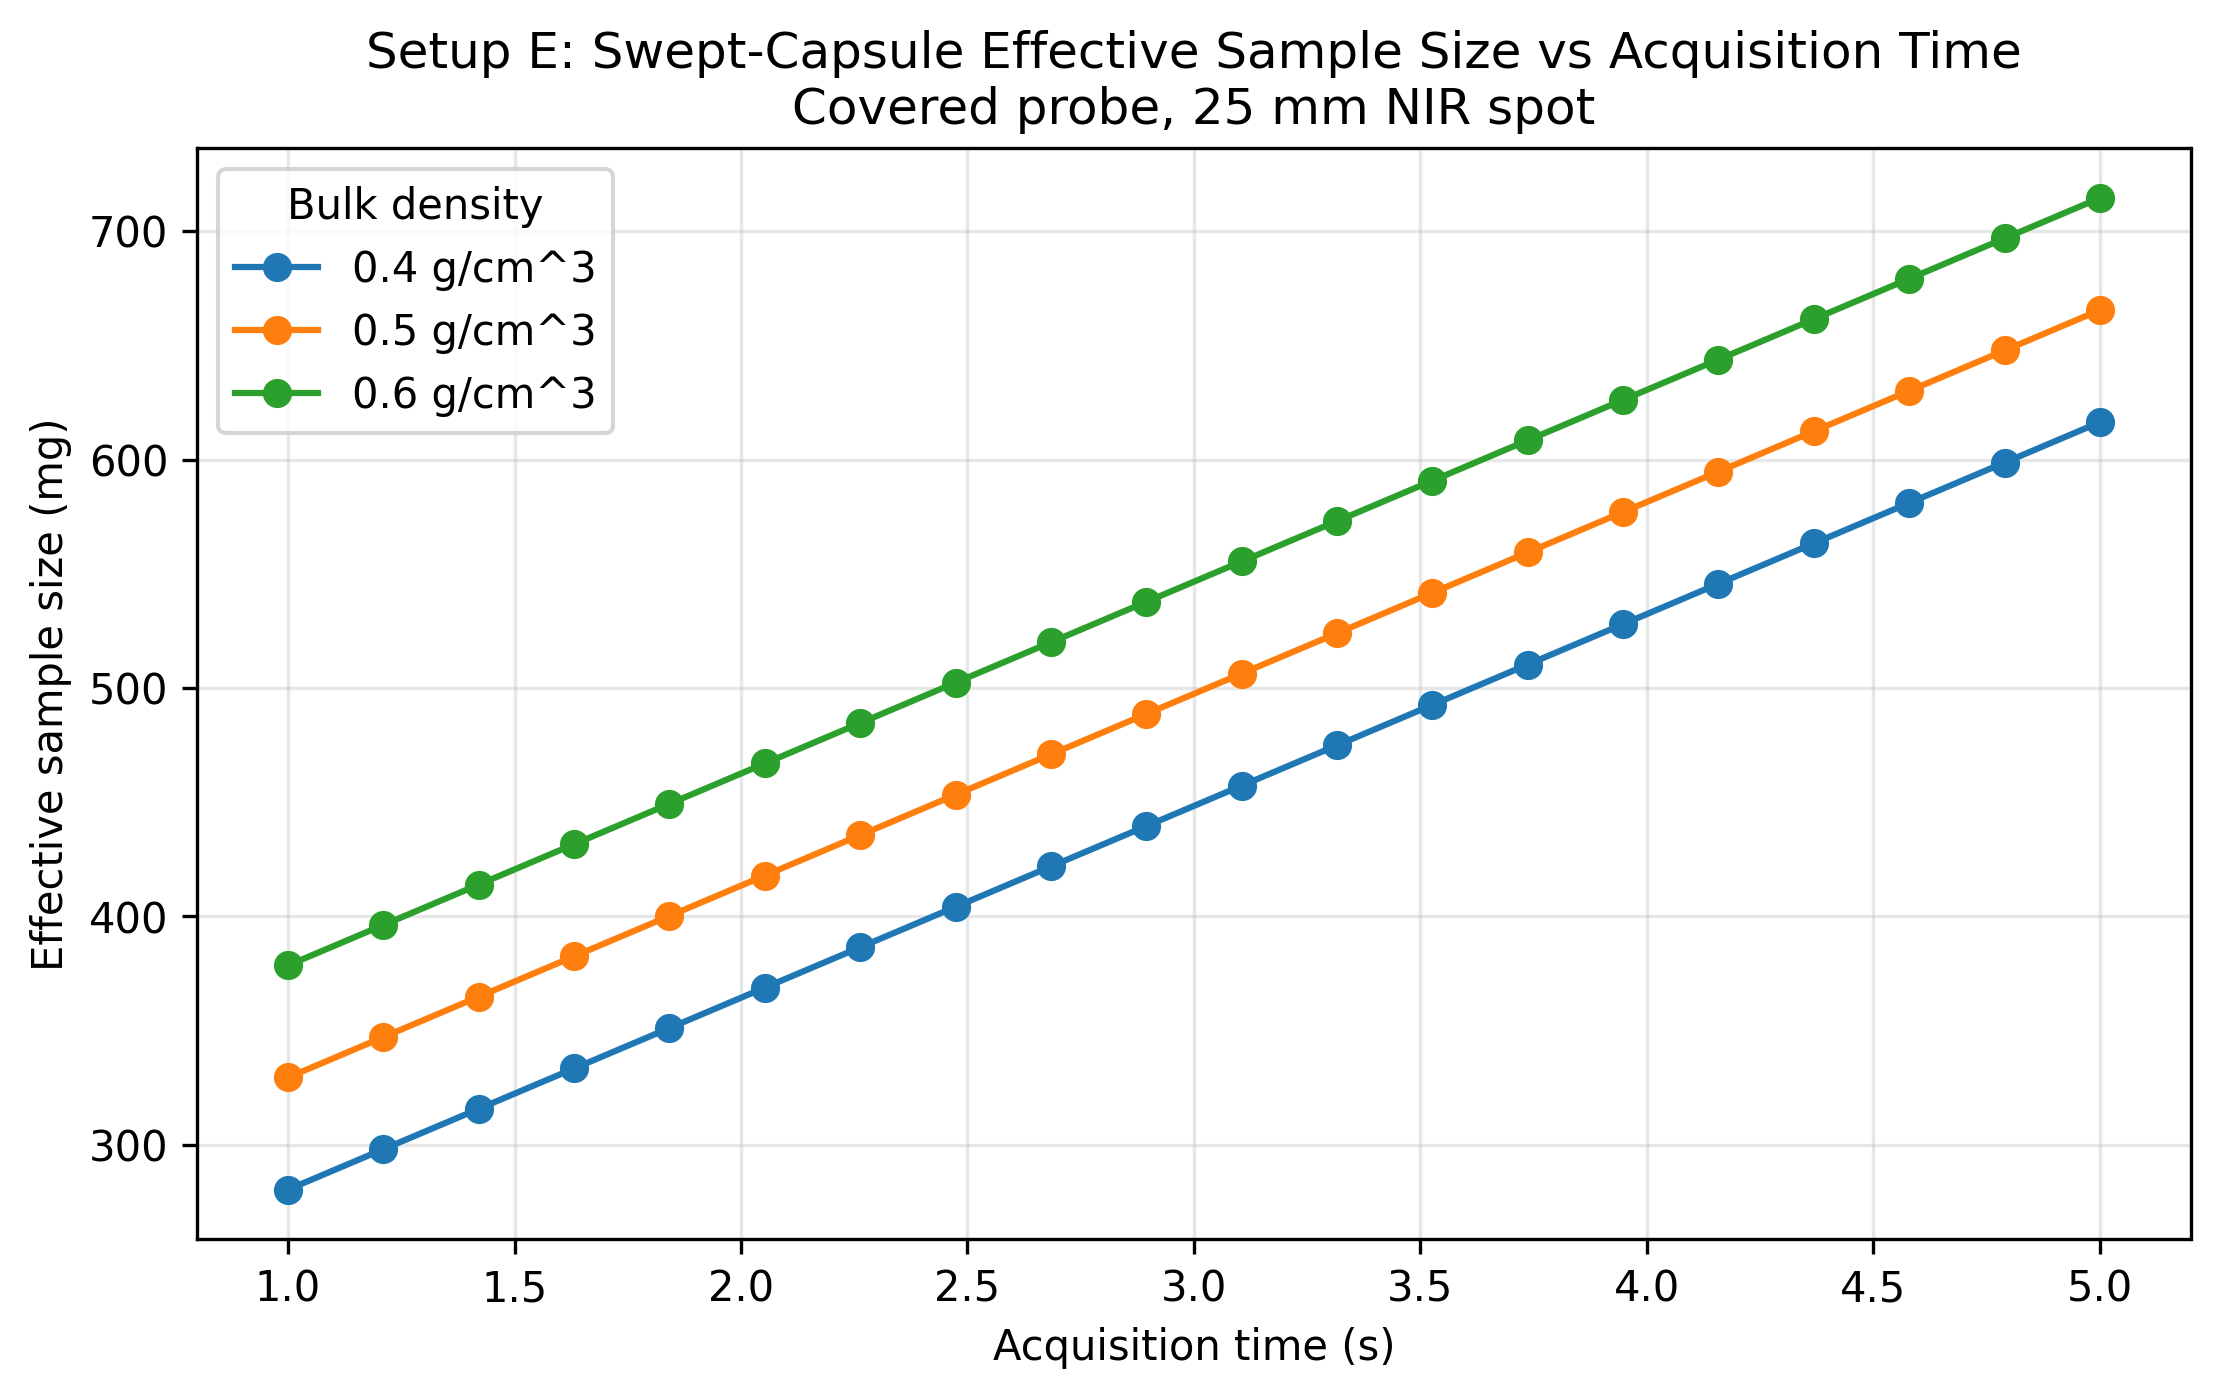 Setup E: Swept-Capsule Effective Sample Size vs Acquisition Time
Covered probe, 25 mm NIR spot
Bulk density
0.4 g/cm^3
0.5 g/cm^3
0.6 g/cm^3
Effective sample size (mg)
700
600
500
400
300
1.0 1.5 2.0 2.5 3.0 3.5 4.0 4.5 5.0
Acquisition time (s)